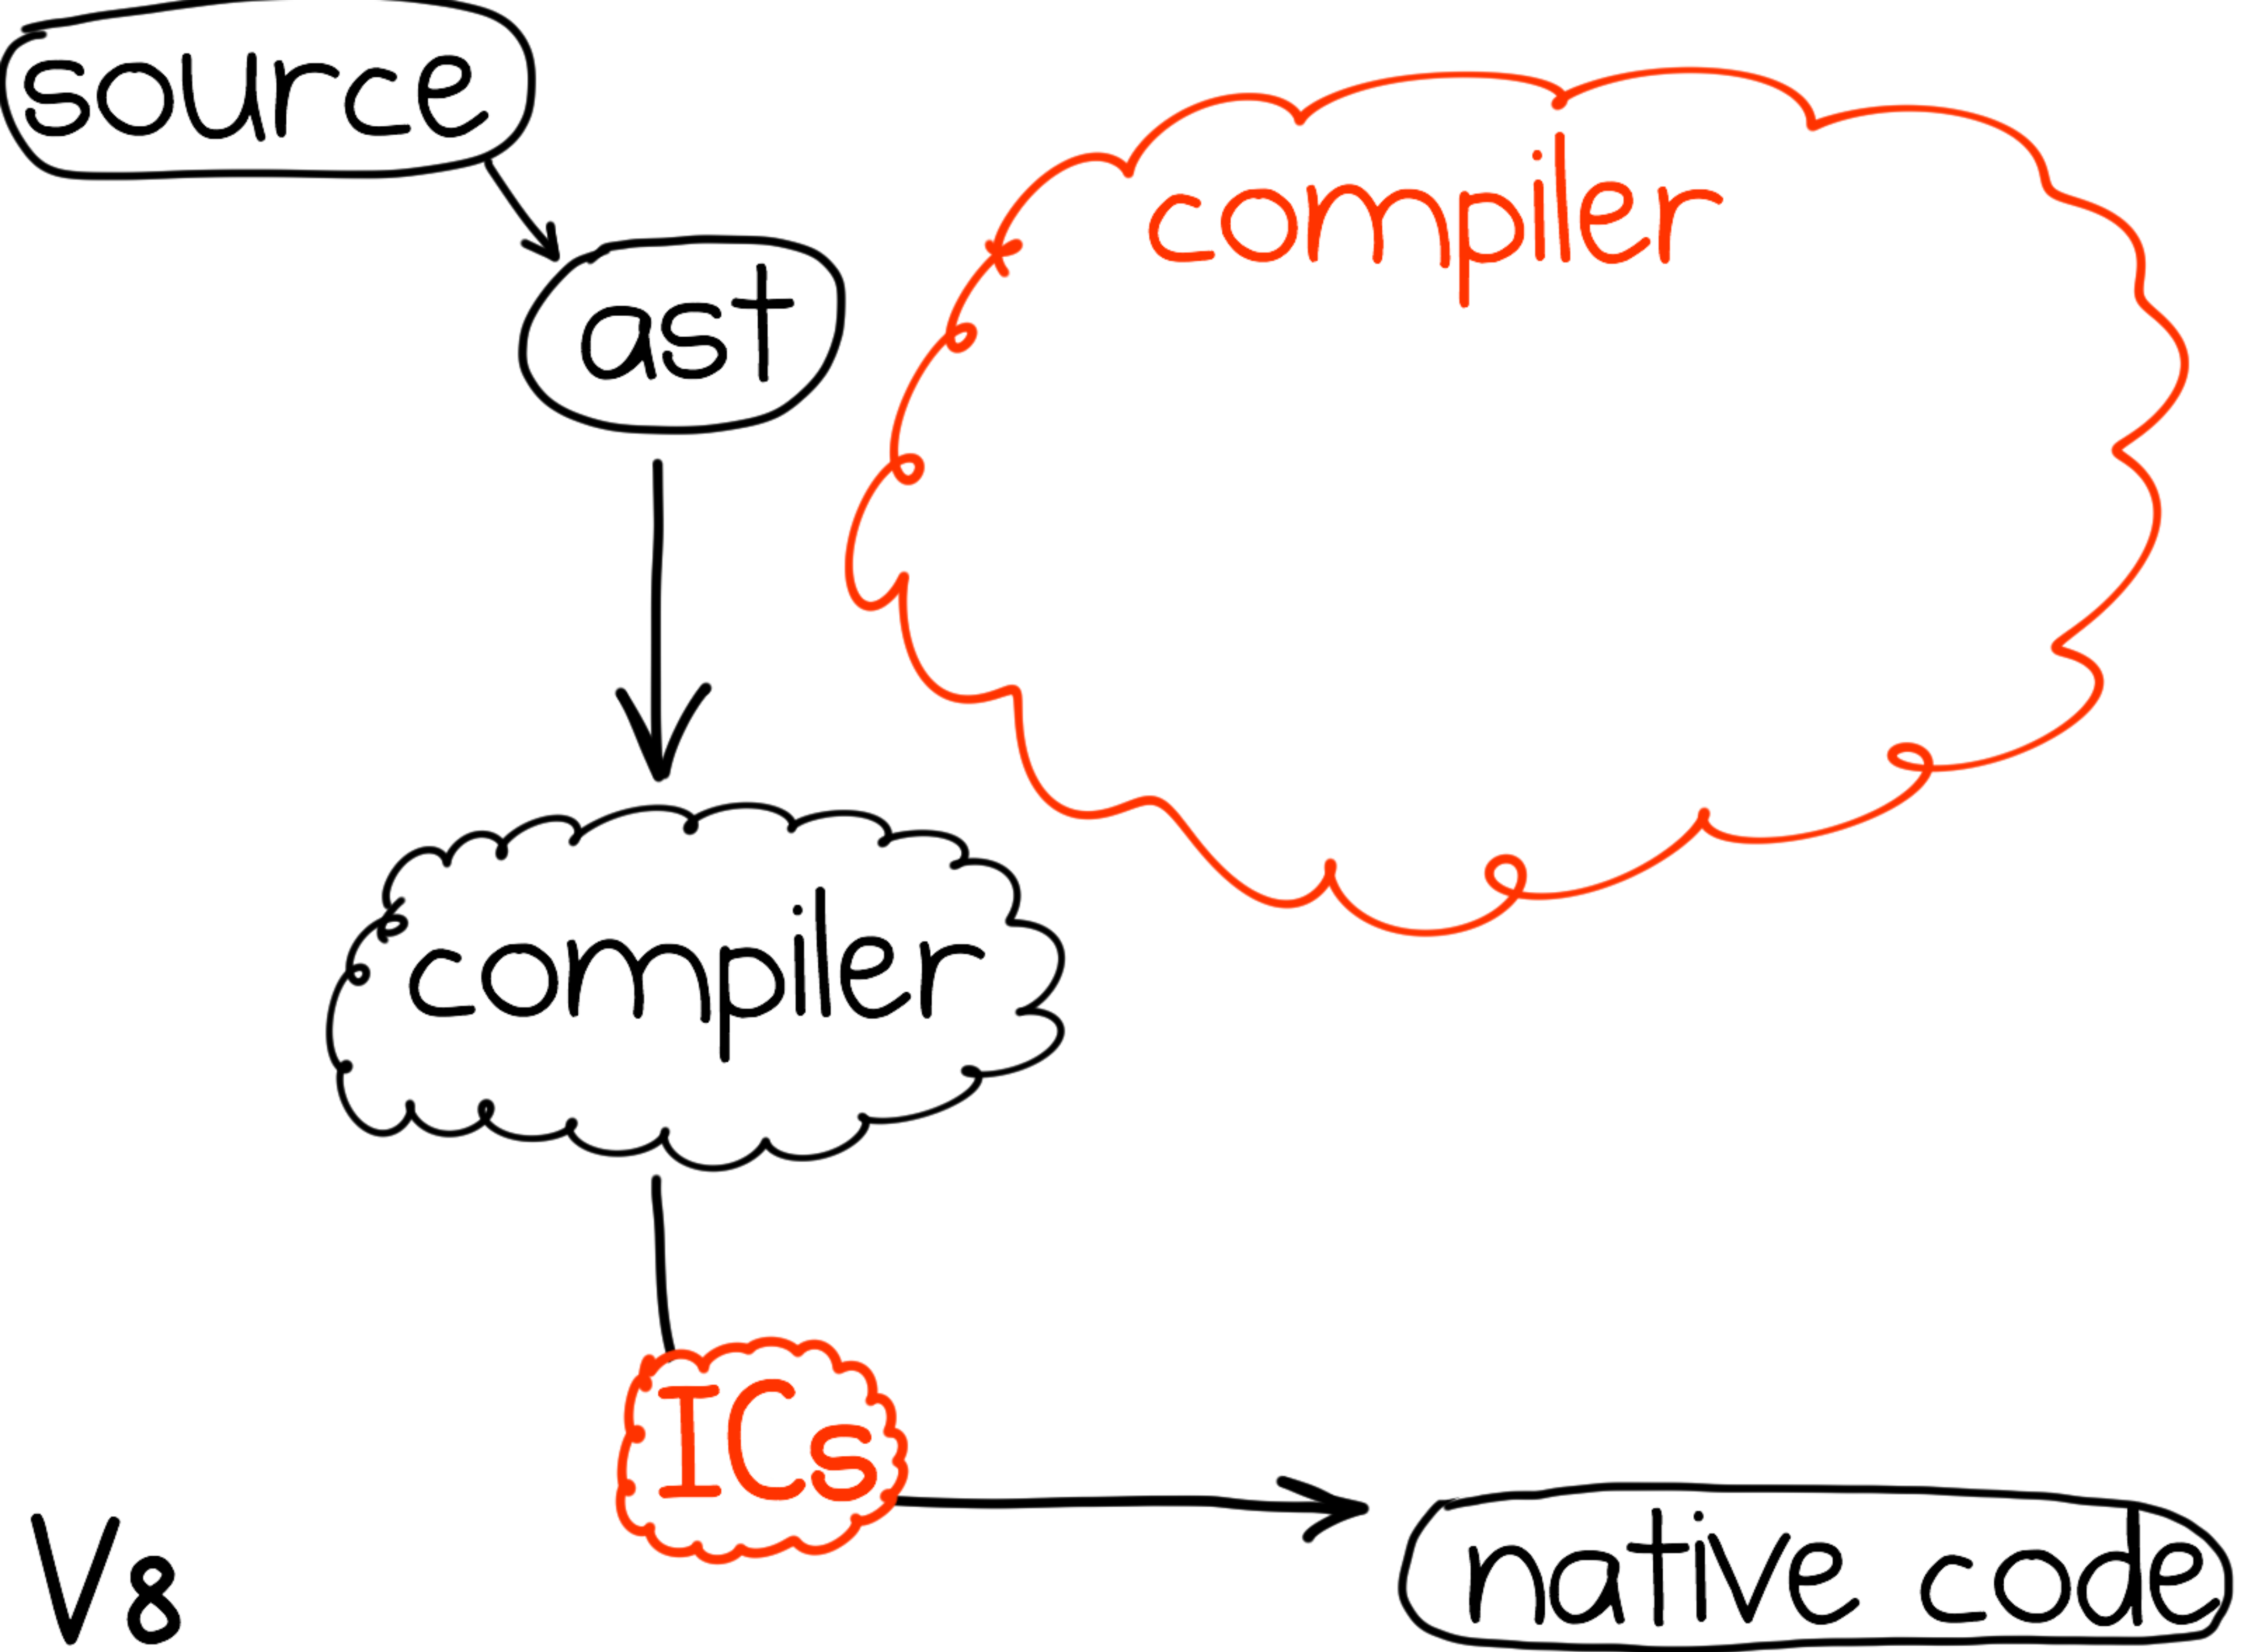 source
compiler
ast
compiler
ICs
V8
native code